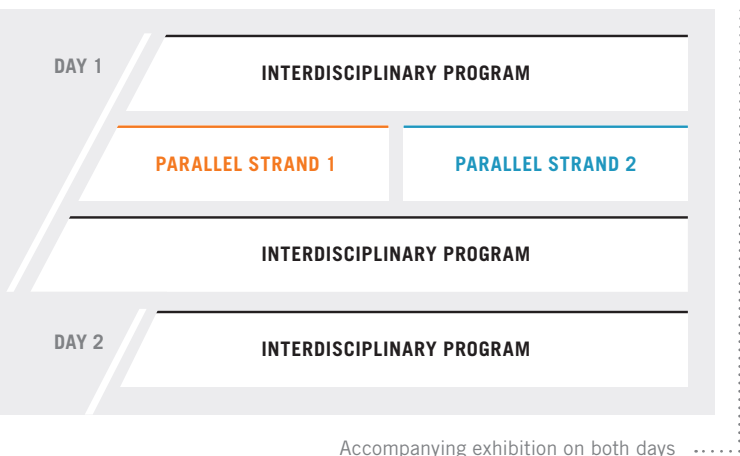 DAY 1
INTERDISCIPLINARY PROGRAM
PARALLEL STRAND 1
PARALLEL STRAND 2
INTERDISCIPLINARY PROGRAM
DAY 2
INTERDISCIPLINARY PROGRAM
Accompanying exhibition on both days